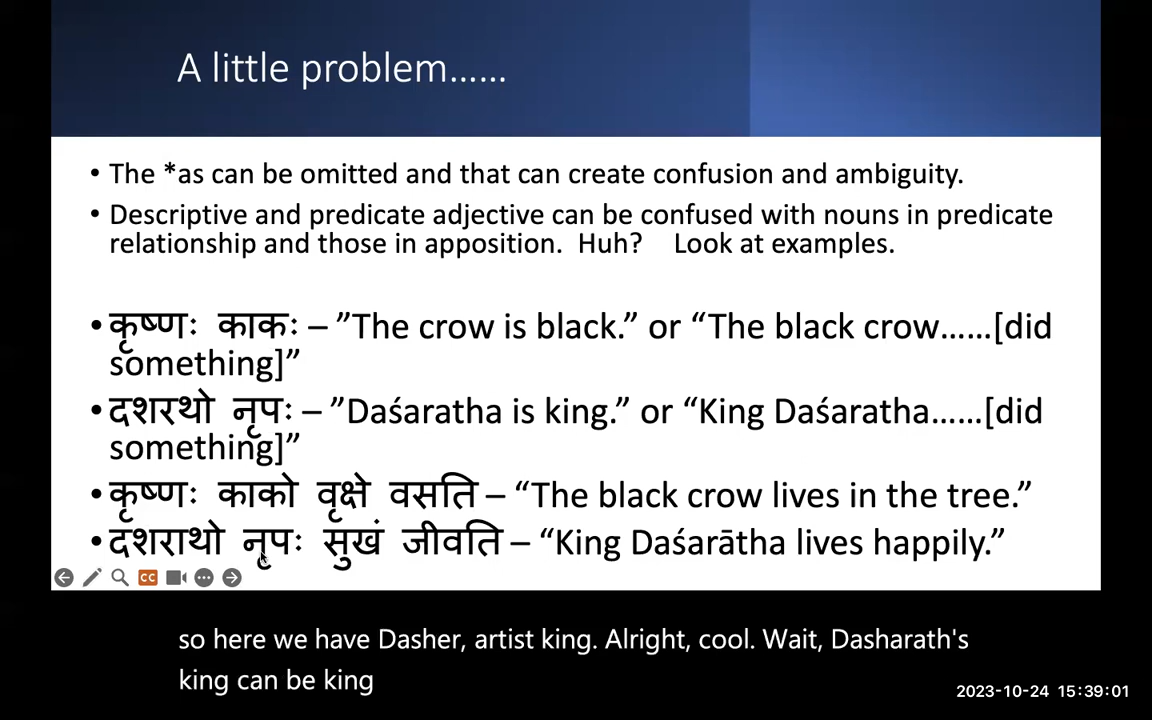 A little problem......
• The *as can be omitted and that can create confusion and ambiguity.
• Descriptive and predicate adjective can be confused with nouns in predicate
relationship and those in apposition.  Huh?    Look at examples.
• कृष्णः काकः – ”The crow is black.” or “The black crow......[did
something]”
• दशरथो नृपः – ”Daśaratha is king.” or “King Daśaratha......[did
something]”
• कृष्णः काको वृक्षे वसति – “The black crow lives in the tree.”
• दशराथो नृपः सुखं जीवति – “King Daśarātha lives happily.”
CC
so here we have Dasher, artist king. Alright, cool. Wait, Dasharath's
king can be king
2023-10-24 15:39:01